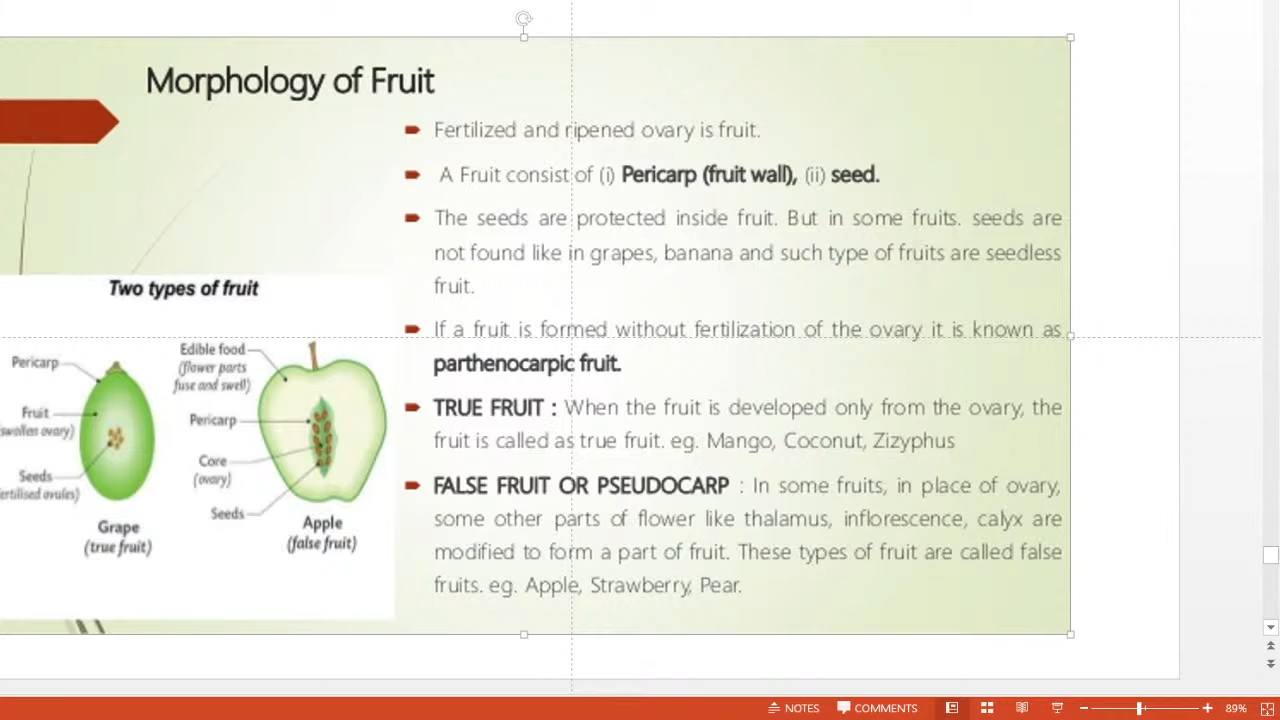 Morphology of Fruit
Fertilized and ripened ovary is fruit.
A Fruit consist of (i) Pericarp (fruit wall), (ii) seed.
The seeds are protected inside fruit. But in some fruits. seeds are
not found like in grapes, banana and such type of fruits are seedless
fruit.
If a fruit is formed without fertilization of the ovary it is known as
parthenocarpic fruit.
TRUE FRUIT : When the fruit is developed only from the ovary, the
fruit is called as true fruit. eg. Mango, Coconut, Zizyphus
FALSE FRUIT OR PSEUDOCARP : In some fruits, in place of ovary,
some other parts of flower like thalamus, inflorescence, calyx are
modified to form a part of fruit. These types of fruit are called false
fruits. eg. Apple, Strawberry, Pear.
Two types of fruit
Pericarp
Fruit
swollen ovary)
Seeds
ertilised ovules)
Grape
(true fruit)
Edible food
(flower parts
fuse and swell)
Pericarp
Core
(ovary)
Seeds
Apple
(false fruit)
NOTES
COMMENTS
89%